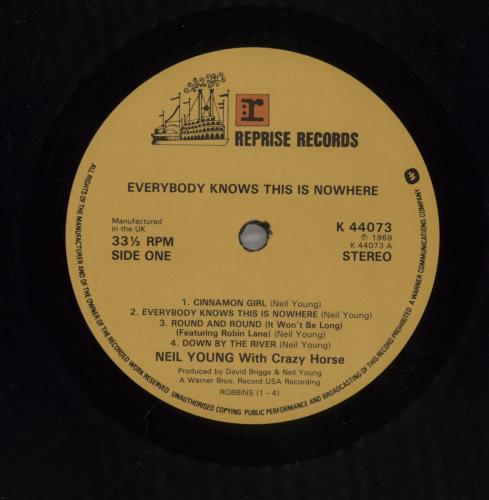 r
REPRISE RECORDS
EVERYBODY KNOWS THIS IS NOWHERE
Manufactured
in the UK
33⅓ RPM
SIDE ONE
K 44073
℗ 1969
K 44073 A
STEREO
1. CINNAMON GIRL (Neil Young)
2. EVERYBODY KNOWS THIS IS NOWHERE (Neil Young)
3. ROUND AND ROUND (It Won't Be Long)
(Featuring Robin Lane) (Neil Young)
4. DOWN BY THE RIVER (Neil Young)
NEIL YOUNG With Crazy Horse
Produced by David Briggs & Neil Young
A Warner Bros. Record USA Recording
ROBBINS (1–4)
ALL RIGHTS OF THE MANUFACTURER AND OF THE OWNER OF THE RECORDED WORK RESERVED UNAUTHORISED COPYING PUBLIC PERFORMANCE AND BROADCASTING OF THIS RECORD PROHIBITED A WARNER COMMUNICATIONS COMPANY